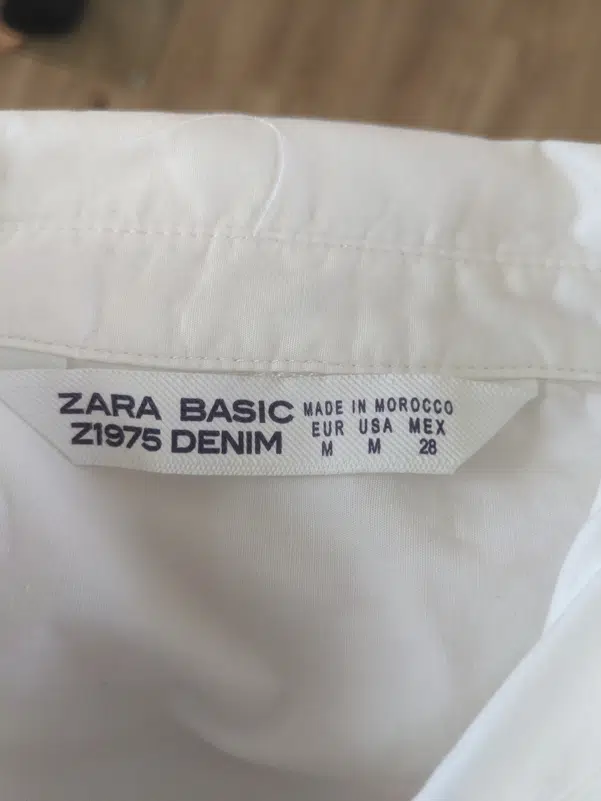 ZARA BASIC
Z1975 DENIM
MADE IN MOROCCO
EUR USA MEX
M M 28